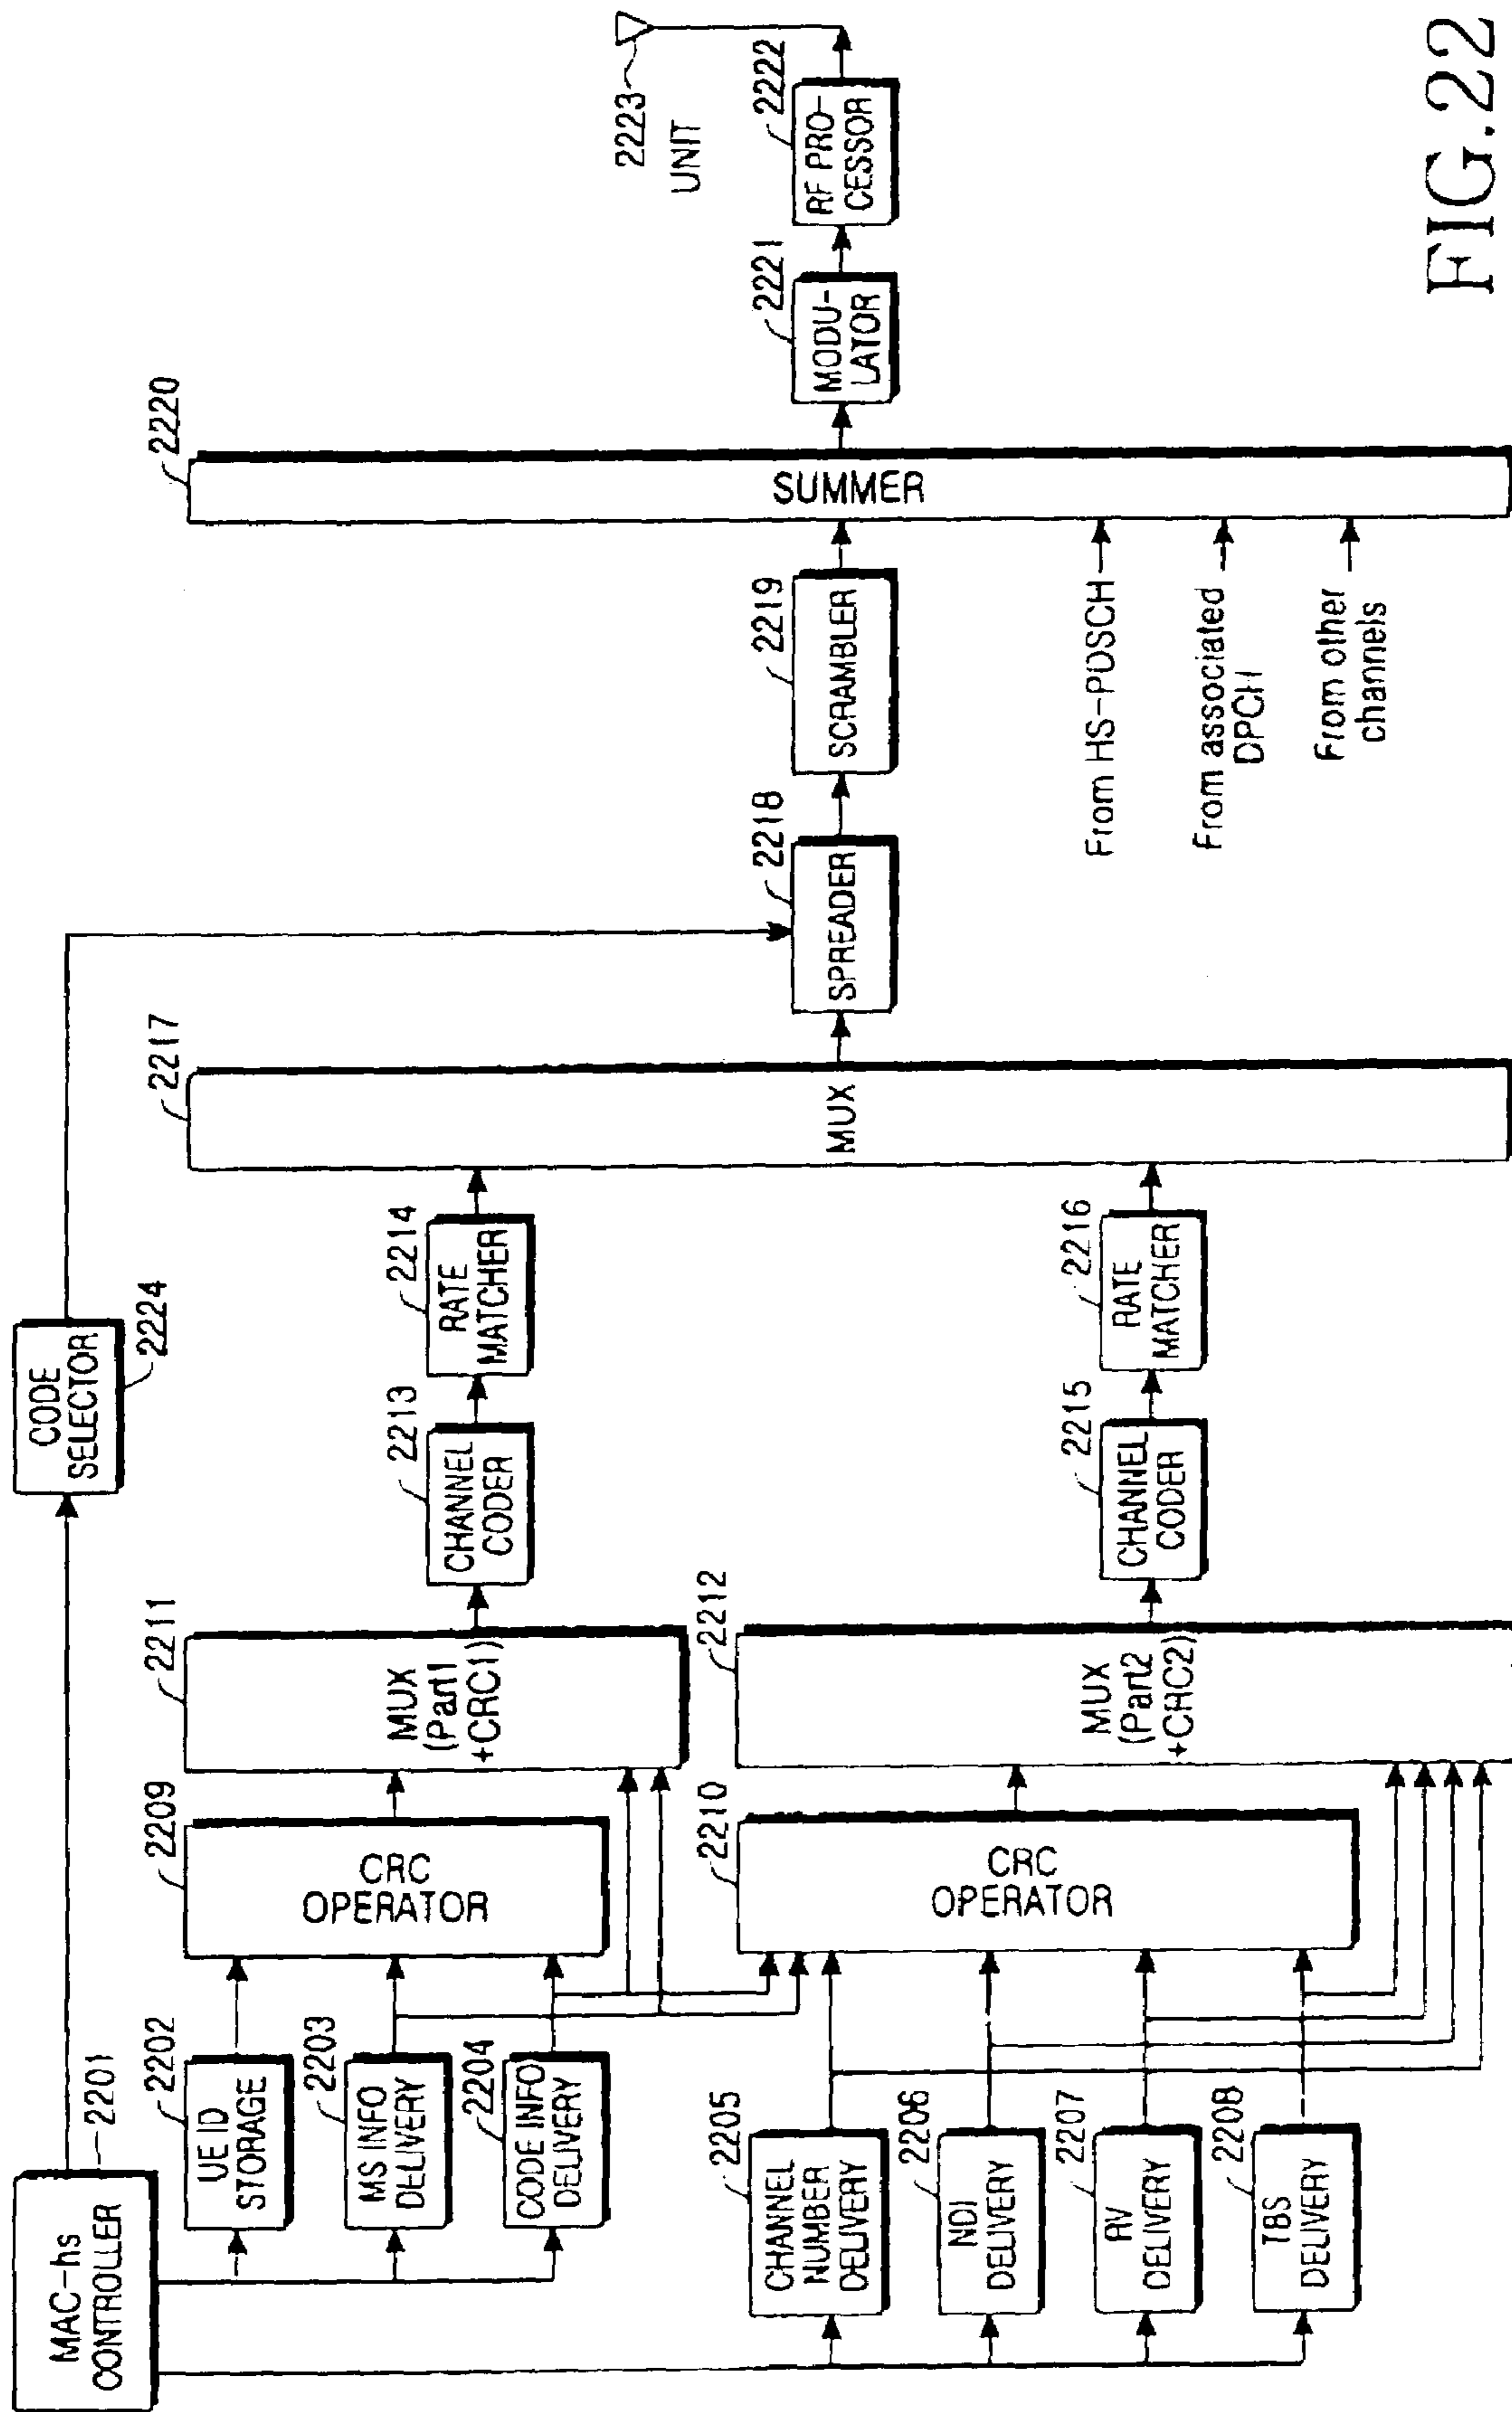 MAC-hs
CONTROLLER
2201
UE ID
STORAGE
2202
MS INFO
DELIVERY
2203
CODE INFO
DELIVERY
2204
CHANNEL
NUMBER
DELIVERY
2205
NDI
DELIVERY
2206
RV
DELIVERY
2207
TBS
DELIVERY
2208
CRC
OPERATOR
2209
CRC
OPERATOR
2210
MUX
(Part1
+CRC1)
2211
MUX
(Part2
+CRC2)
2212
CHANNEL
CODER
2213
RATE
MATCHER
2214
CHANNEL
CODER
2215
RATE
MATCHER
2216
CODE
SELECTOR
2224
MUX
2217
SPREADER
2218
SCRAMBLER
2219
From HS-PDSCH
From associated
DPCH
From other
channels
SUMMER
2220
MODU-
LATOR
2221
RF PRO-
CESSOR
2222
2223
UNIT
FIG.22